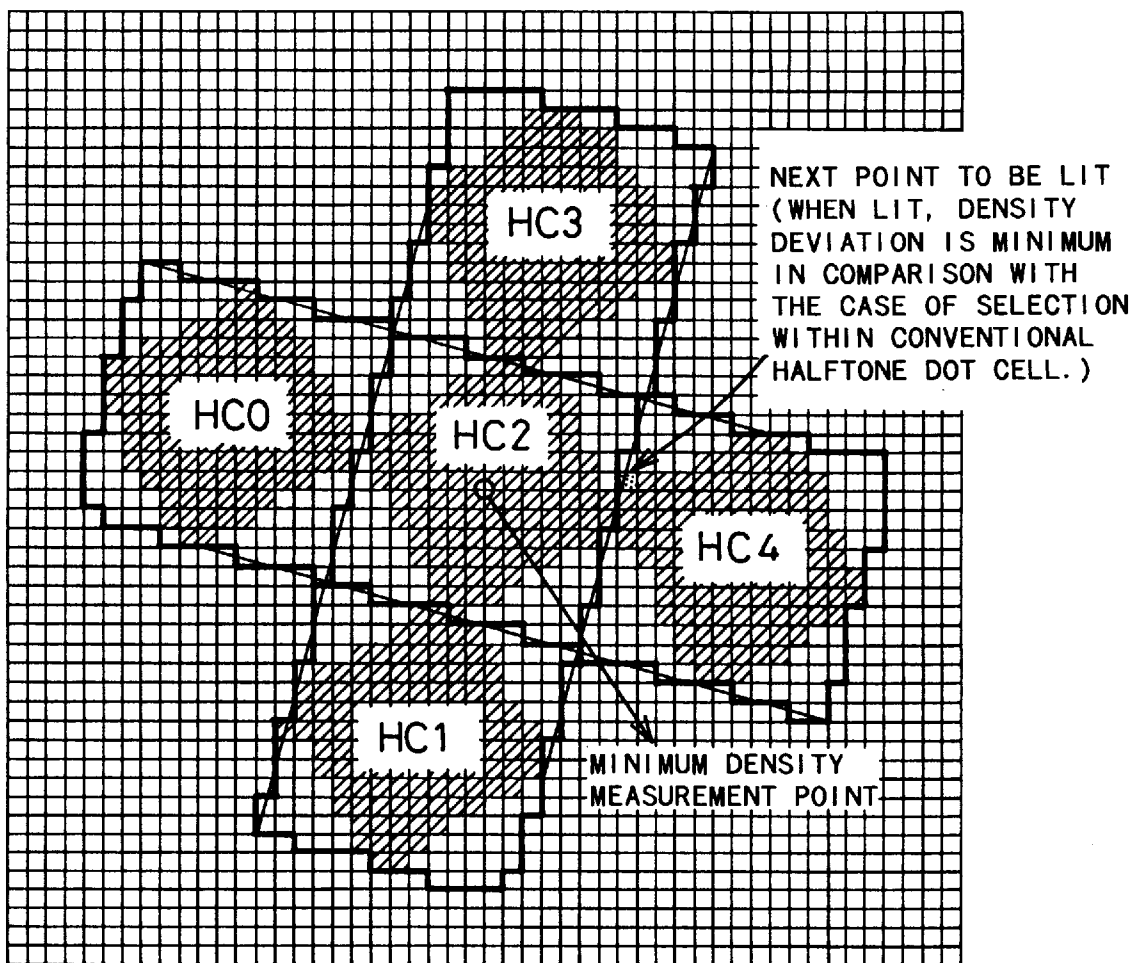 HC3
NEXT POINT TO BE LIT
(WHEN LIT, DENSITY
DEVIATION IS MINIMUM
IN COMPARISON WITH
THE CASE OF SELECTION
WITHIN CONVENTIONAL
HALFTONE DOT CELL.)
HC0
HC2
HC4
HC1
MINIMUM DENSITY
MEASUREMENT POINT